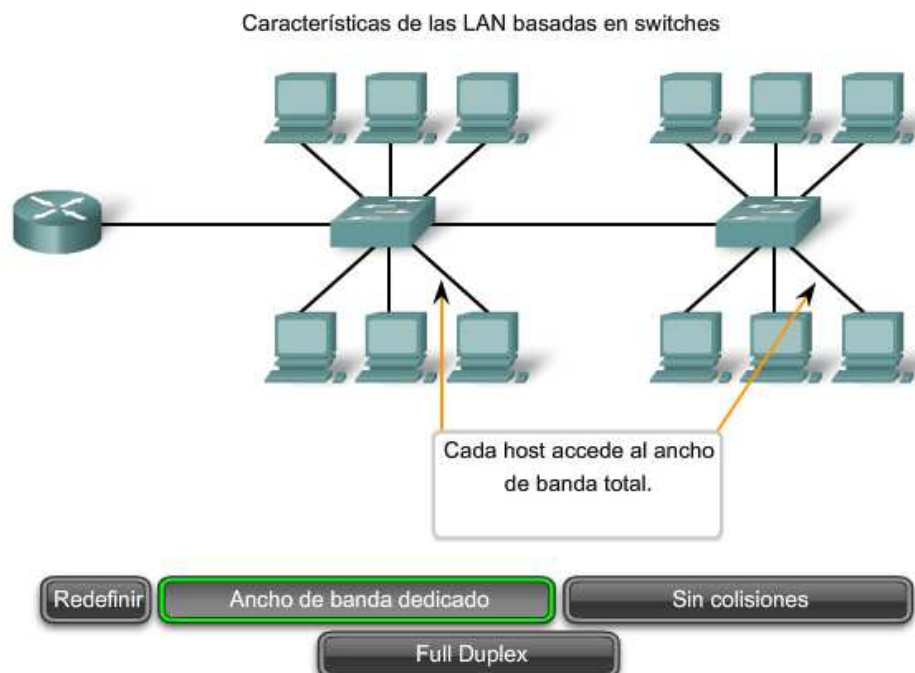 Características de las LAN basadas en switches
Cada host accede al ancho
de banda total.
Redefinir
Ancho de banda dedicado
Sin colisiones
Full Duplex